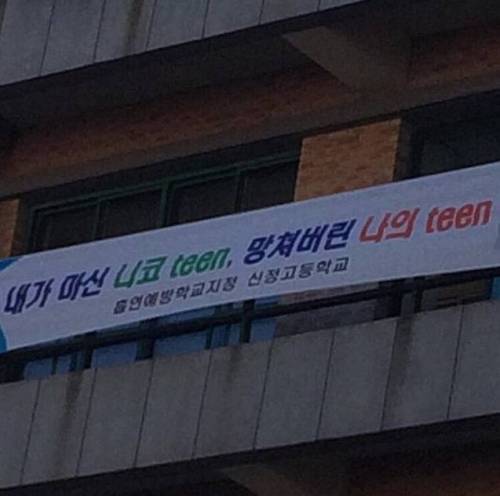 내가 마신 니코 teen, 망쳐버린 나의 teen
흡연예방학교지정 신정고등학교